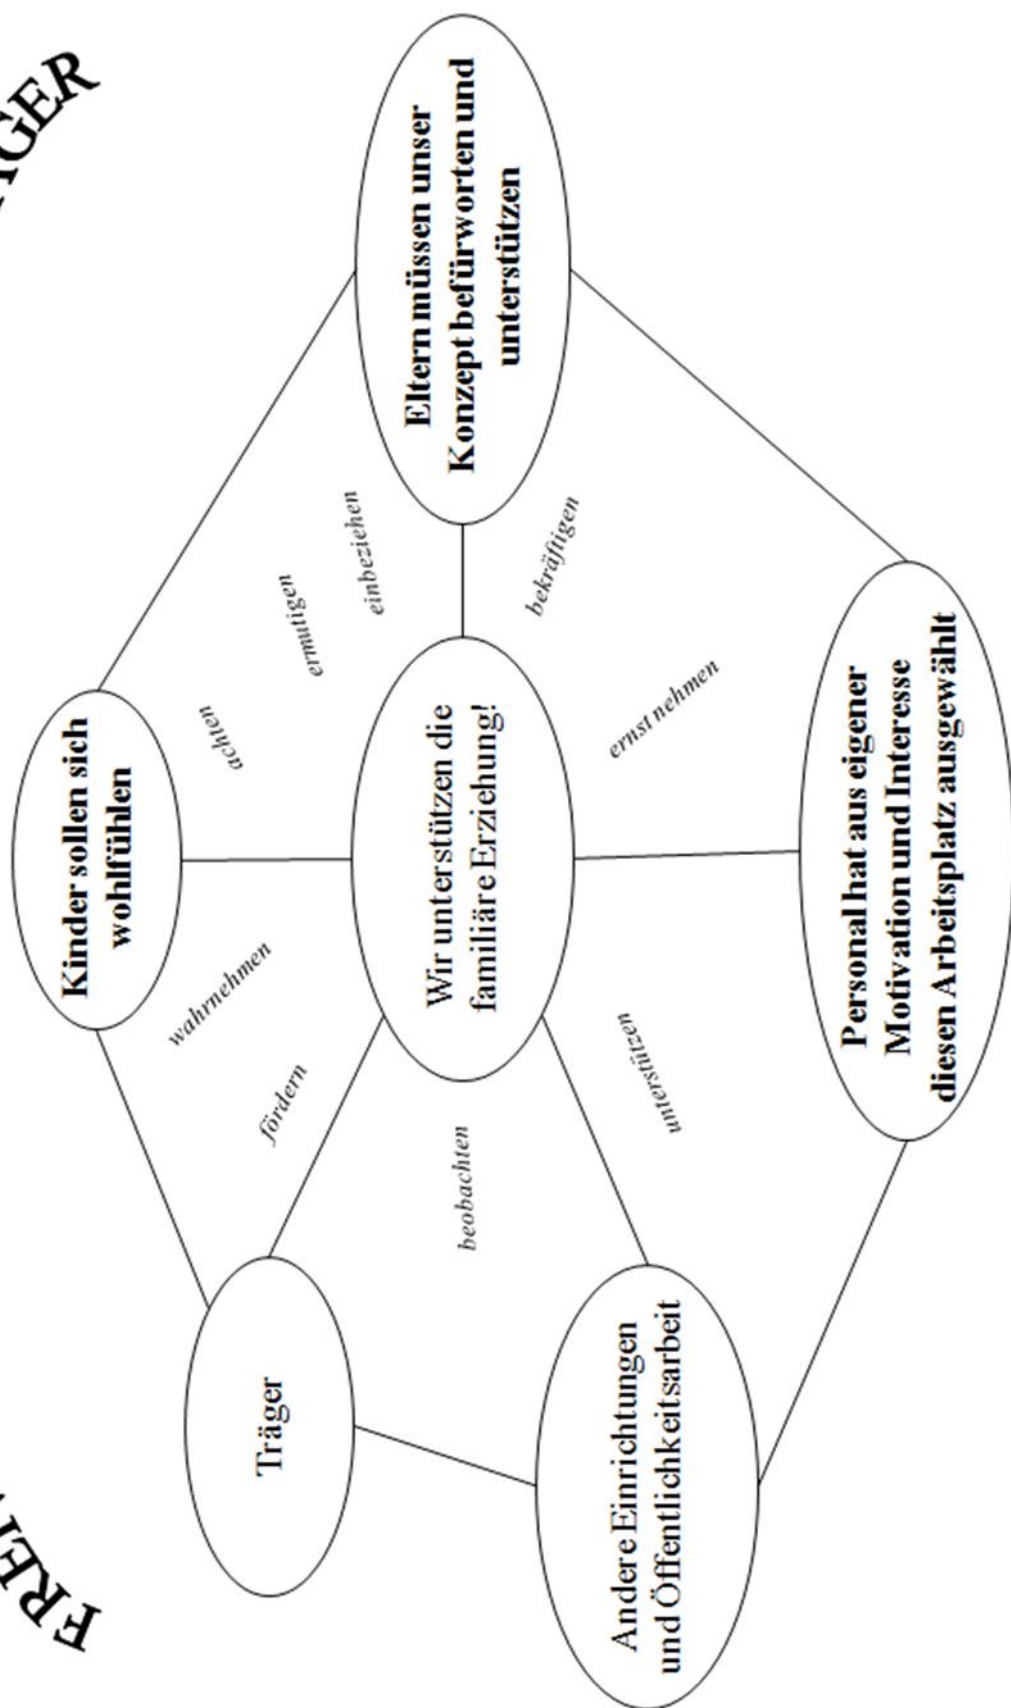 Kinder sollen sich
wohlfühlen
Träger
wahrnehmen
achten
fördern
ermutigen
einbeziehen
Wir unterstützen die
familiäre Erziehung!
Eltern müssen unser
Konzept befürworten und
unterstützen
beobachten
bekräftigen
Andere Einrichtungen
und Öffentlichkeitsarbeit
unterstützen
ernst nehmen
Personal hat aus eigener
Motivation und Interesse
diesen Arbeitsplatz ausgewählt